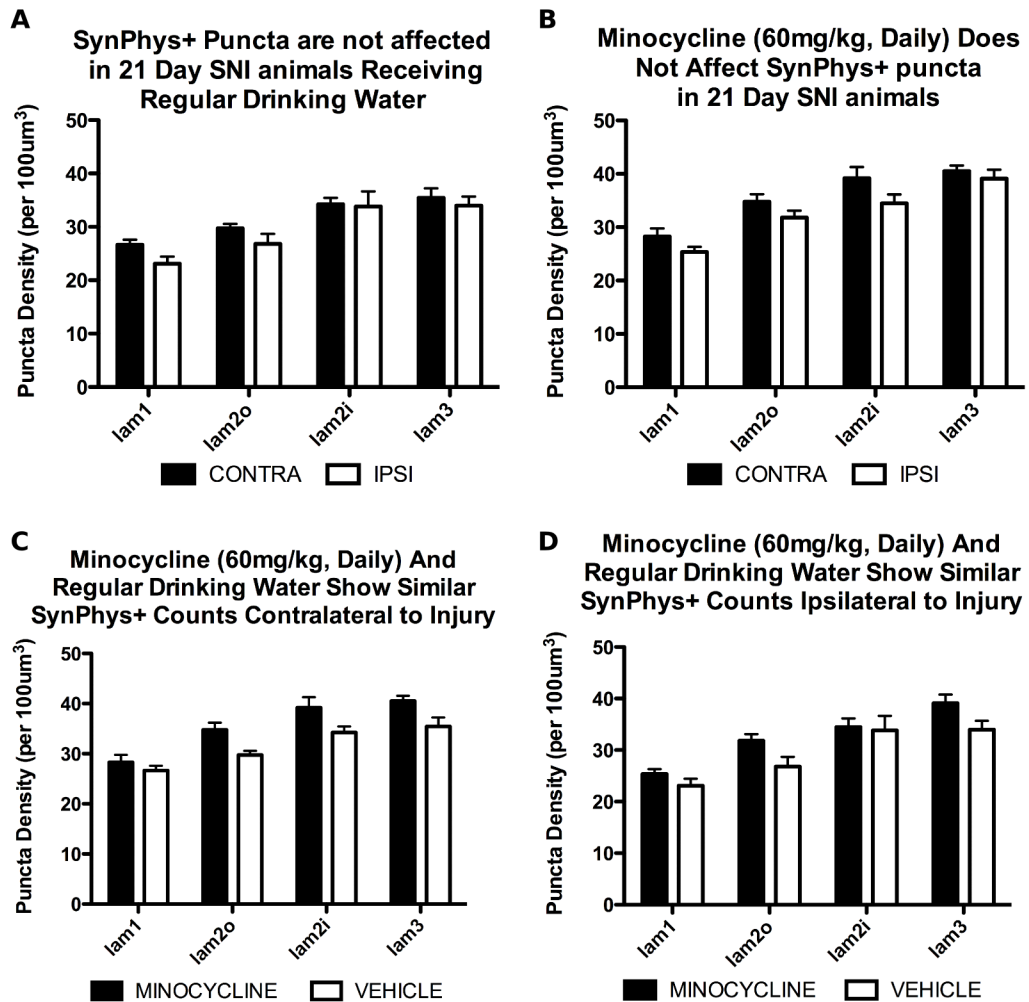 A
SynPhys+ Puncta are not affected
in 21 Day SNI animals Receiving
Regular Drinking Water
Puncta Density (per 100um³)
50
40
30
20
10
0
lam1
lam2o
lam2i
lam3
CONTRA
IPSI
B
Minocycline (60mg/kg, Daily) Does
Not Affect SynPhys+ puncta
in 21 Day SNI animals
Puncta Density (per 100um³)
50
40
30
20
10
0
lam1
lam2o
lam2i
lam3
CONTRA
IPSI
C
Minocycline (60mg/kg, Daily) And
Regular Drinking Water Show Similar
SynPhys+ Counts Contralateral to Injury
Puncta Density (per 100um³)
50
40
30
20
10
0
lam1
lam2o
lam2i
lam3
MINOCYCLINE
VEHICLE
D
Minocycline (60mg/kg, Daily) And
Regular Drinking Water Show Similar
SynPhys+ Counts Ipsilateral to Injury
Puncta Density (per 100um³)
50
40
30
20
10
0
lam1
lam2o
lam2i
lam3
MINOCYCLINE
VEHICLE